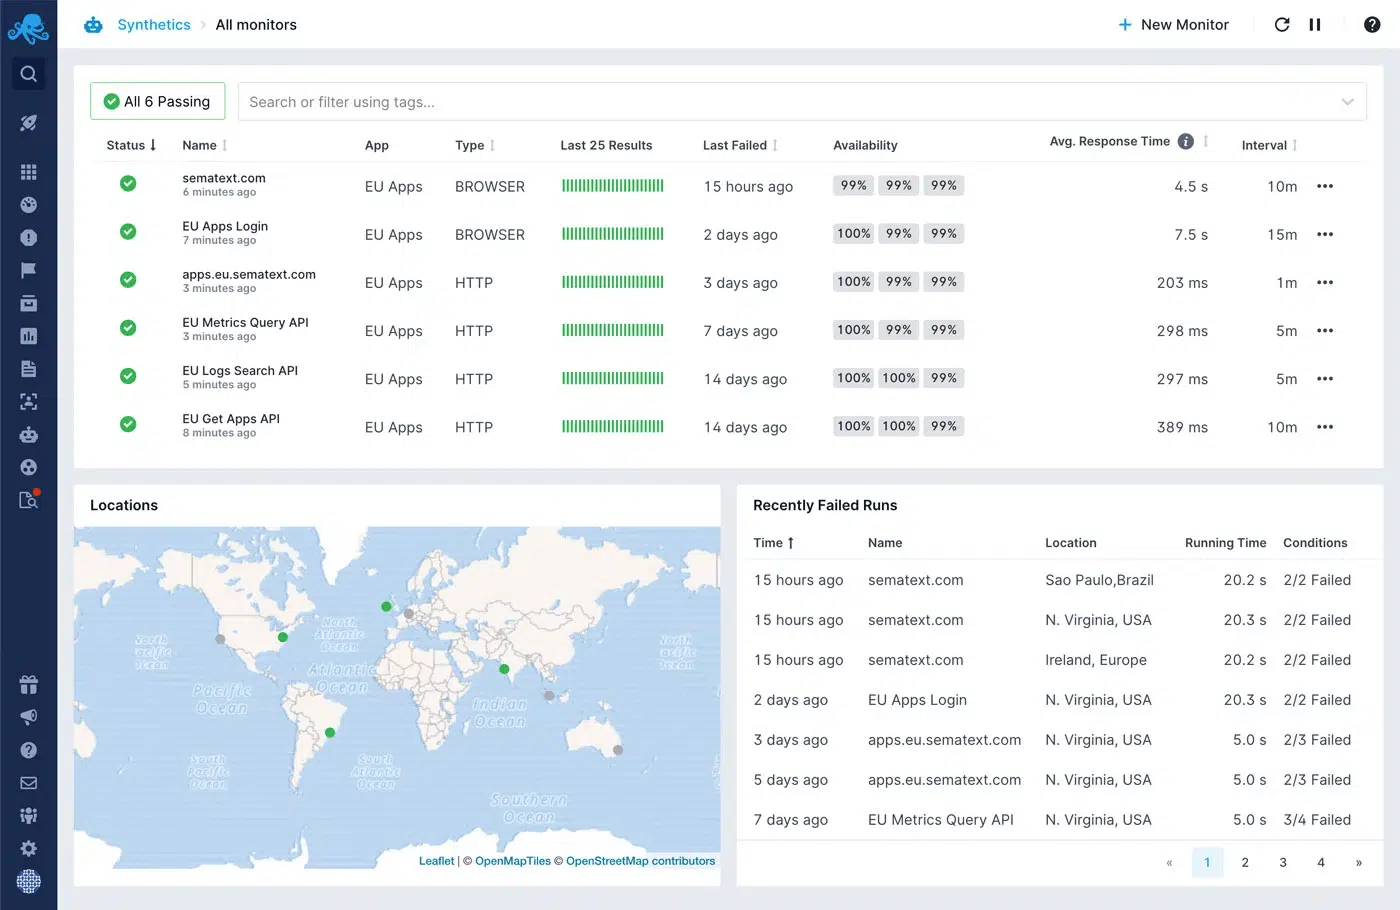 Synthetics
All monitors
New Monitor
All 6 Passing
Search or filter using tags...
Status Name App Type Last 25 Results Last Failed Availability Avg. Response Time Interval
sematext.com
6 minutes ago
EU Apps BROWSER 15 hours ago 99% 99% 99% 4.5 s 10m
EU Apps Login
7 minutes ago
EU Apps BROWSER 2 days ago 100% 99% 99% 7.5 s 15m
apps.eu.sematext.com
3 minutes ago
EU Apps HTTP 3 days ago 100% 99% 99% 203 ms 1m
EU Metrics Query API
3 minutes ago
EU Apps HTTP 7 days ago 100% 99% 99% 298 ms 5m
EU Logs Search API
5 minutes ago
EU Apps HTTP 14 days ago 100% 100% 99% 297 ms 5m
EU Get Apps API
8 minutes ago
EU Apps HTTP 14 days ago 100% 100% 99% 389 ms 10m
Locations
North
Atlantic
Ocean
North
Pacific
Ocean
North
Pacific
Ocean
Atlantic
Ocean
Pacific
Ocean
Indian
Ocean
South
Pacific
Ocean
South
Atlantic
Ocean
Southern
Ocean
Leaflet | © OpenMapTiles © OpenStreetMap contributors
Recently Failed Runs
Time Name Location Running Time Conditions
15 hours ago sematext.com Sao Paulo,Brazil 20.2 s 2/2 Failed
15 hours ago sematext.com N. Virginia, USA 20.3 s 2/2 Failed
15 hours ago sematext.com Ireland, Europe 20.2 s 2/2 Failed
2 days ago EU Apps Login N. Virginia, USA 20.3 s 2/2 Failed
3 days ago apps.eu.sematext.com N. Virginia, USA 5.0 s 2/3 Failed
5 days ago apps.eu.sematext.com N. Virginia, USA 5.0 s 2/3 Failed
7 days ago EU Metrics Query API N. Virginia, USA 5.0 s 3/4 Failed
« 1 2 3 4 »